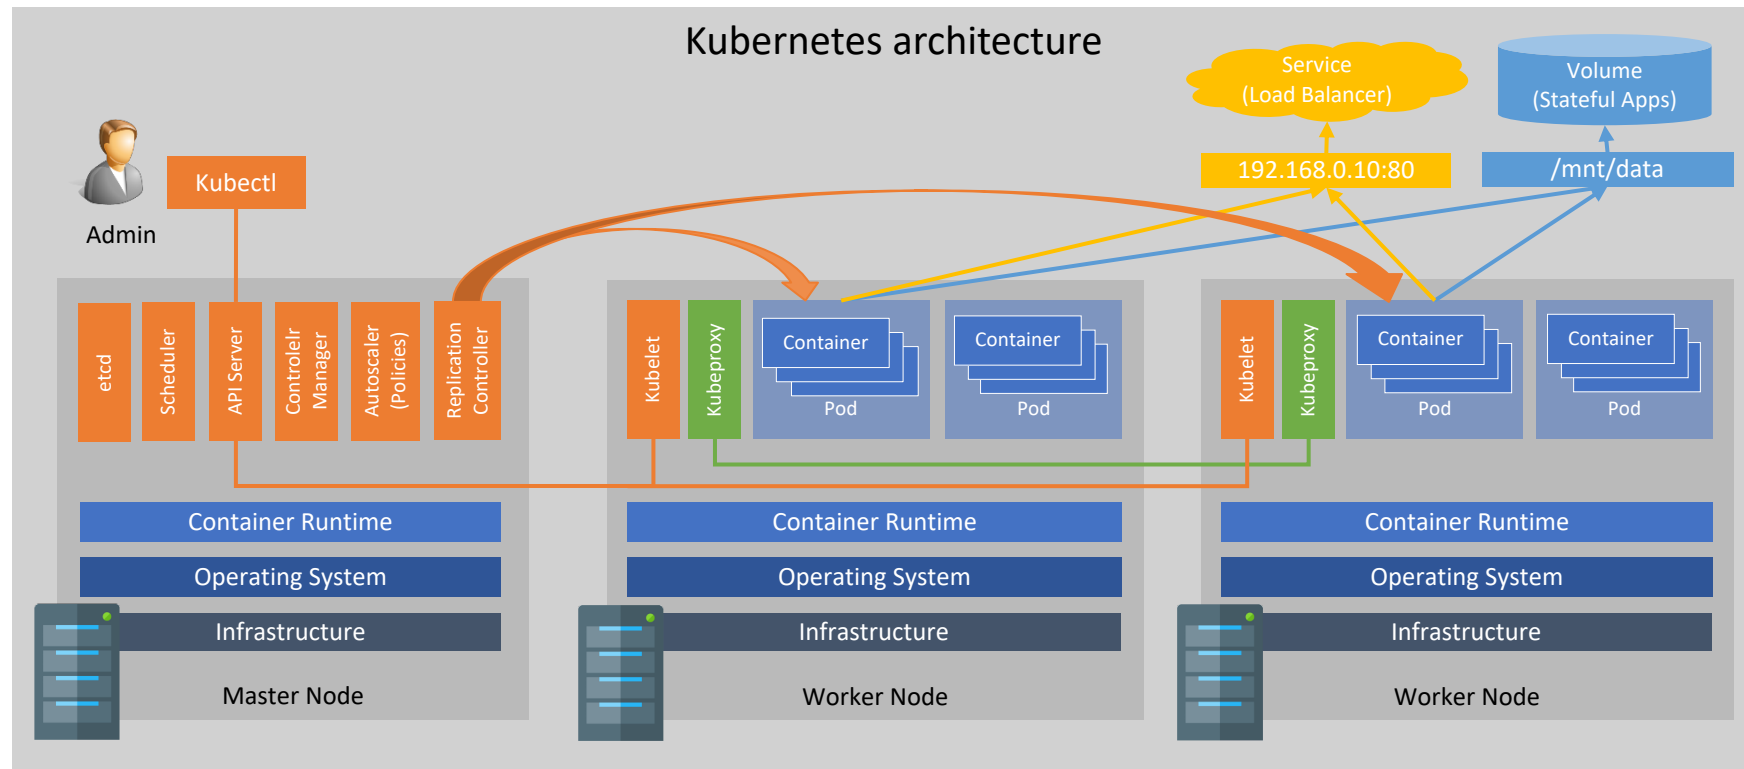 Kubernetes architecture
Service
(Load Balancer)
Volume
(Stateful Apps)
192.168.0.10:80
/mnt/data
Kubectl
Admin
etcd
Scheduler
API Server
Controlelr
Manager
Autoscaler
(Policies)
Replication
Controller
Container Runtime
Operating System
Infrastructure
Master Node
Kubelet
Kubeproxy
Container
Pod
Container
Pod
Container Runtime
Operating System
Infrastructure
Worker Node
Kubelet
Kubeproxy
Container
Pod
Container
Pod
Container Runtime
Operating System
Infrastructure
Worker Node